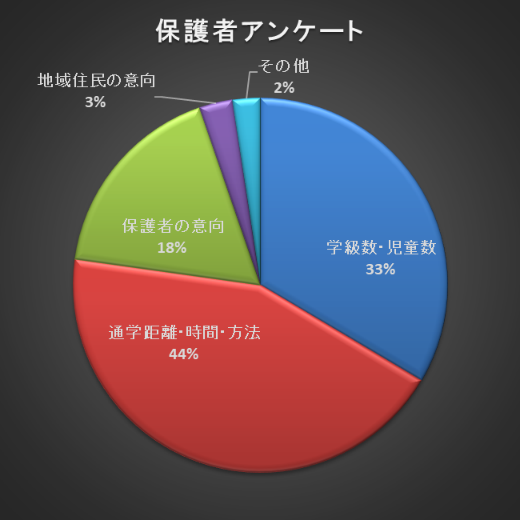 保護者アンケート
その他
2%
地域住民の意向
3%
保護者の意向
18%
学級数・児童数
33%
通学距離・時間・方法
44%